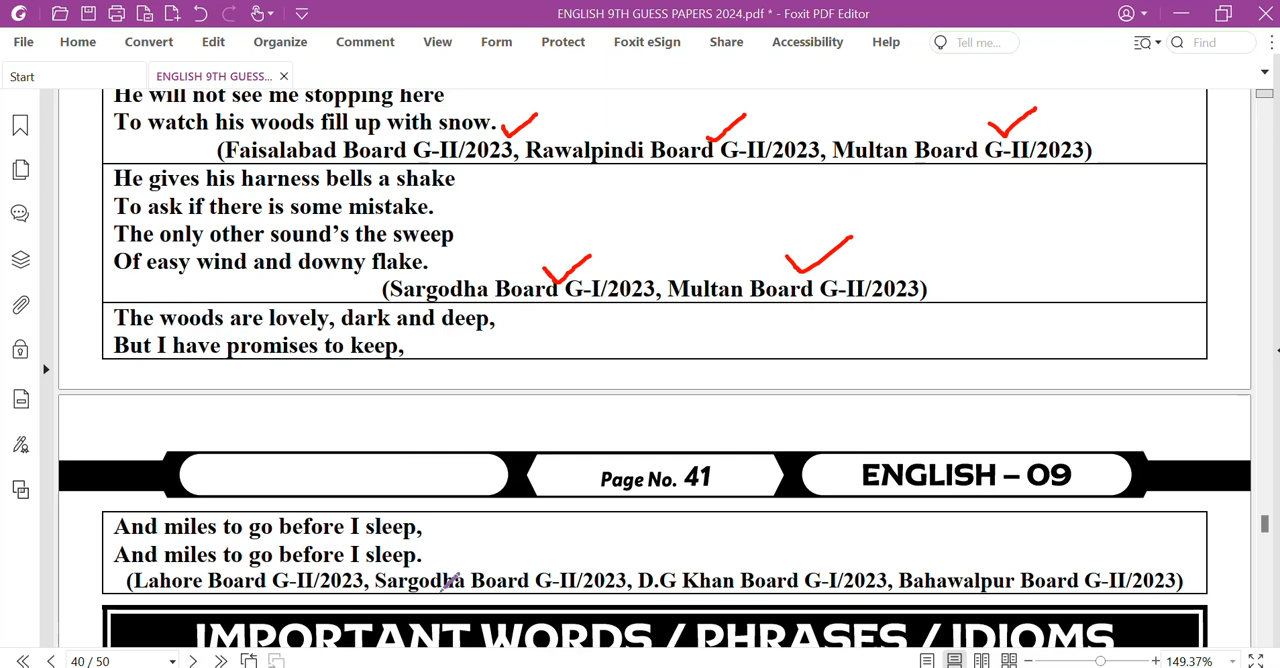 ENGLISH 9TH GUESS PAPERS 2024.pdf * - Foxit PDF Editor
File Home Convert Edit Organize Comment View Form Protect Foxit eSign Share Accessibility Help Tell me... Find
Start ENGLISH 9TH GUESS... ×
He will not see me stopping here
To watch his woods fill up with snow.
(Faisalabad Board G-II/2023, Rawalpindi Board G-II/2023, Multan Board G-II/2023)
He gives his harness bells a shake
To ask if there is some mistake.
The only other sound's the sweep
Of easy wind and downy flake.
(Sargodha Board G-I/2023, Multan Board G-II/2023)
The woods are lovely, dark and deep,
But I have promises to keep,
Page No. 41 ENGLISH – 09
And miles to go before I sleep,
And miles to go before I sleep.
(Lahore Board G-II/2023, Sargodha Board G-II/2023, D.G Khan Board G-I/2023, Bahawalpur Board G-II/2023)
IMPORTANT WORDS / PHRASES / IDIOMS
40 / 50 149.37%